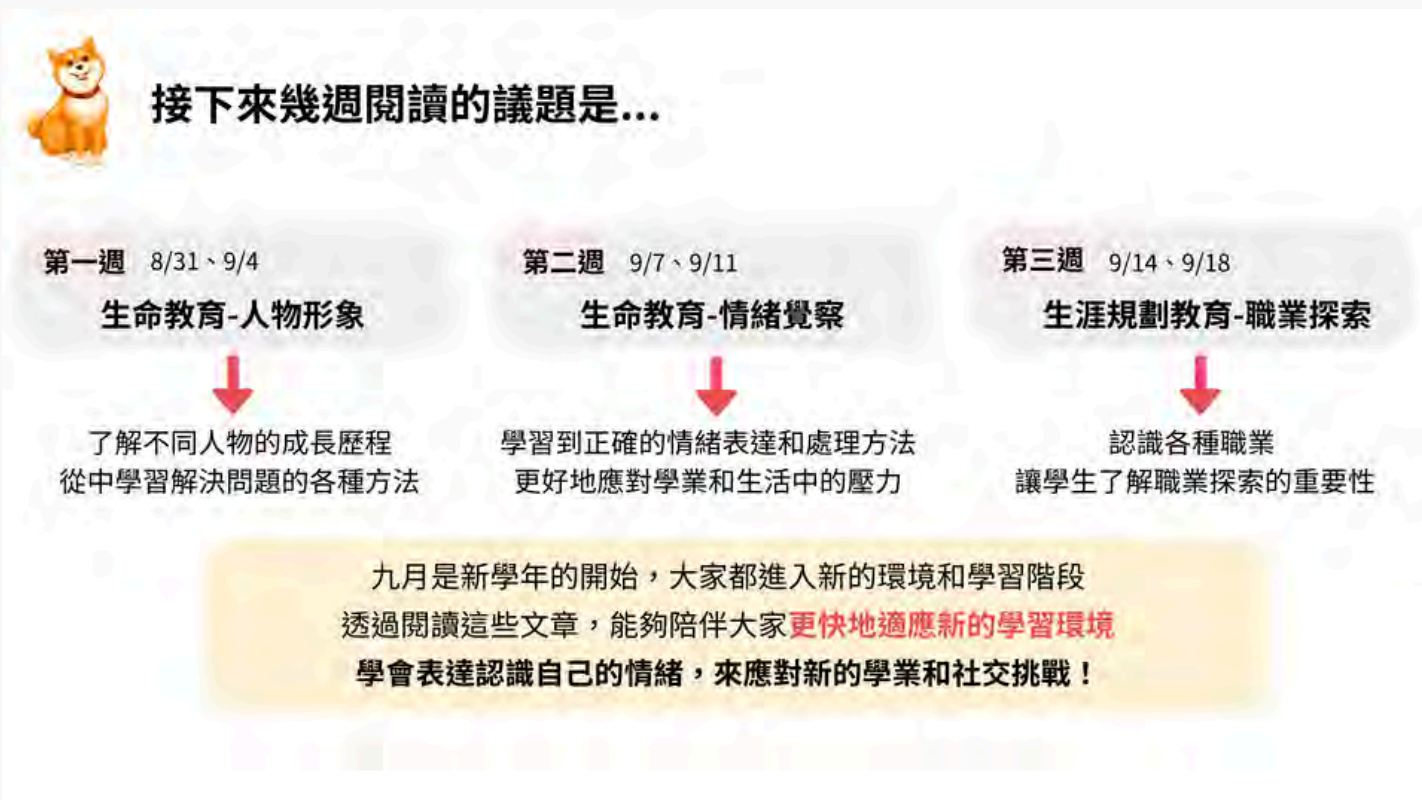 接下來幾週閱讀的議題是...
第一週 8/31、9/4
生命教育-人物形象
了解不同人物的成長歷程
從中學習解決問題的各種方法
第二週 9/7、9/11
生命教育-情緒覺察
學習到正確的情緒表達和處理方法
更好地應對學業和生活中的壓力
第三週 9/14、9/18
生涯規劃教育-職業探索
認識各種職業
讓學生了解職業探索的重要性
九月是新學年的開始，大家都進入新的環境和學習階段
透過閱讀這些文章，能夠陪伴大家更快地適應新的學習環境
學會表達認識自己的情緒，來應對新的學業和社交挑戰！